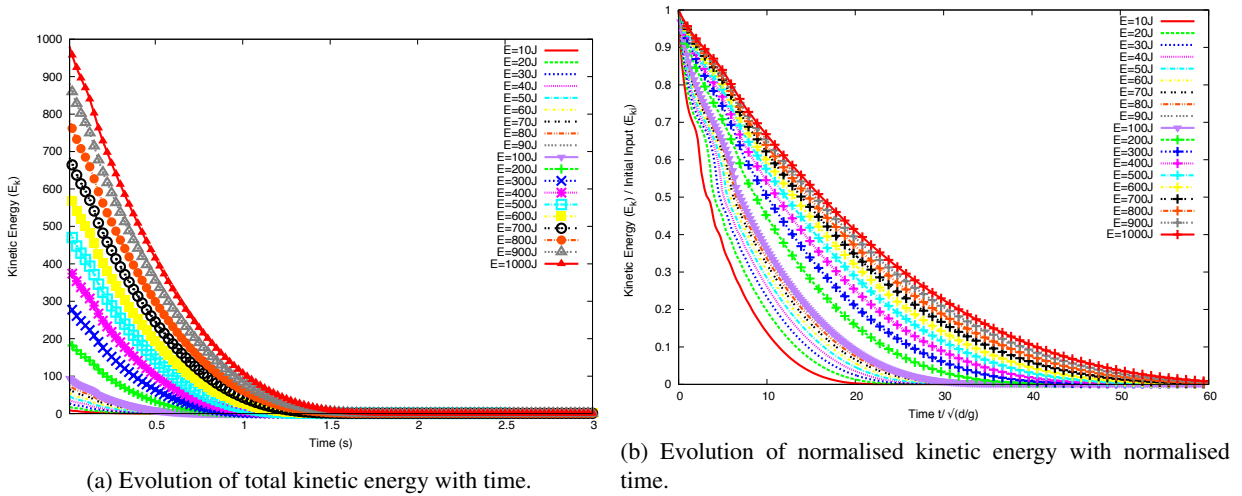 1000
900
800
700
600
500
400
300
200
100
0
Kinetic Energy (Eₖ)
0.5
1
1.5
2
2.5
3
Time (s)
E=10J
E=20J
E=30J
E=40J
E=50J
E=60J
E=70J
E=80J
E=90J
E=100J
E=200J
E=300J
E=400J
E=500J
E=600J
E=700J
E=800J
E=900J
E=1000J
(a) Evolution of total kinetic energy with time.
1
0.9
0.8
0.7
0.6
0.5
0.4
0.3
0.2
0.1
0
Kinetic Energy (Eₖ) / Initial Input (Eₖᵢ)
0
10
20
30
40
50
60
Time t/ √(d/g)
E=10J
E=20J
E=30J
E=40J
E=50J
E=60J
E=70J
E=80J
E=90J
E=100J
E=200J
E=300J
E=400J
E=500J
E=600J
E=700J
E=800J
E=900J
E=1000J
(b) Evolution of normalised kinetic energy with normalised
time.